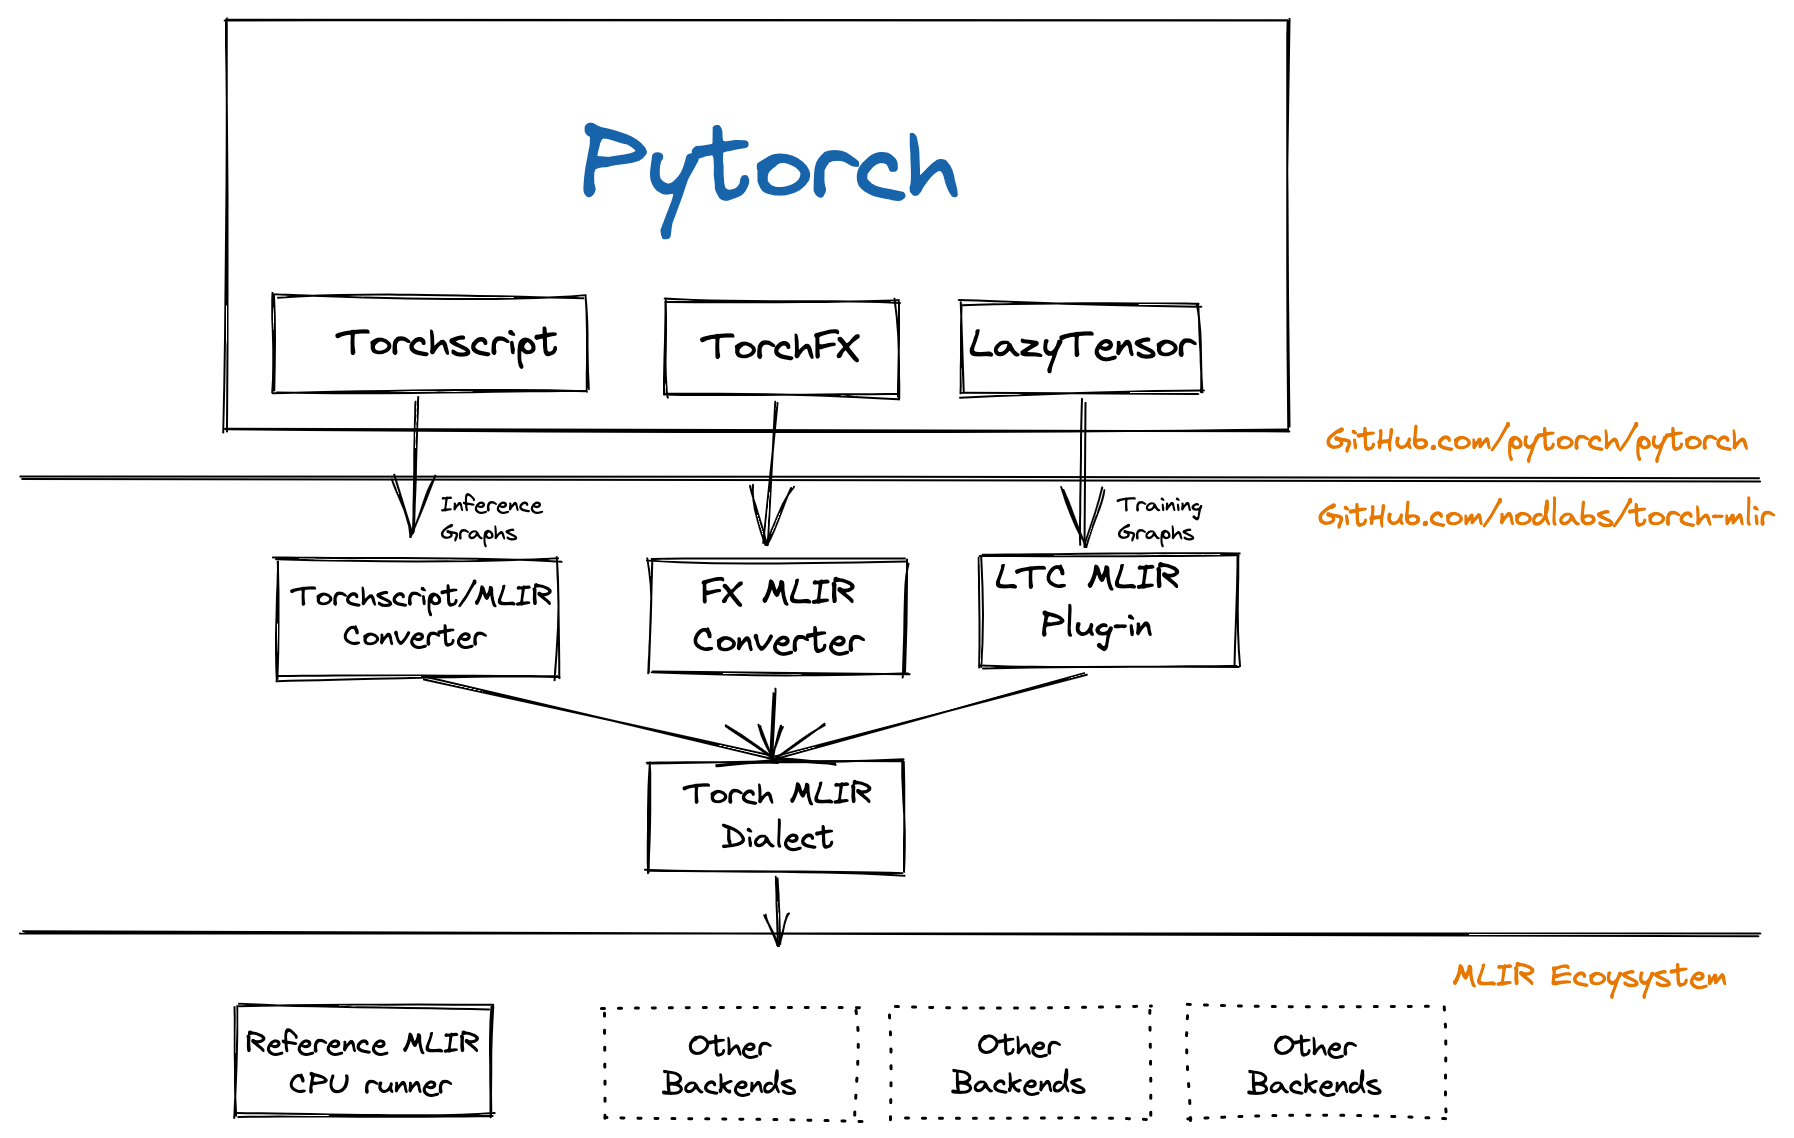 Pytorch
Torchscript
TorchFX
LazyTensor
GitHub.com/pytorch/pytorch
GitHub.com/nodlabs/torch-mlir
Inference
Graphs
Training
Graphs
Torchscript/MLIR
Converter
FX MLIR
Converter
LTC MLIR
Plug-in
Torch MLIR
Dialect
MLIR Ecoysystem
Reference MLIR
CPU runner
Other
Backends
Other
Backends
Other
Backends